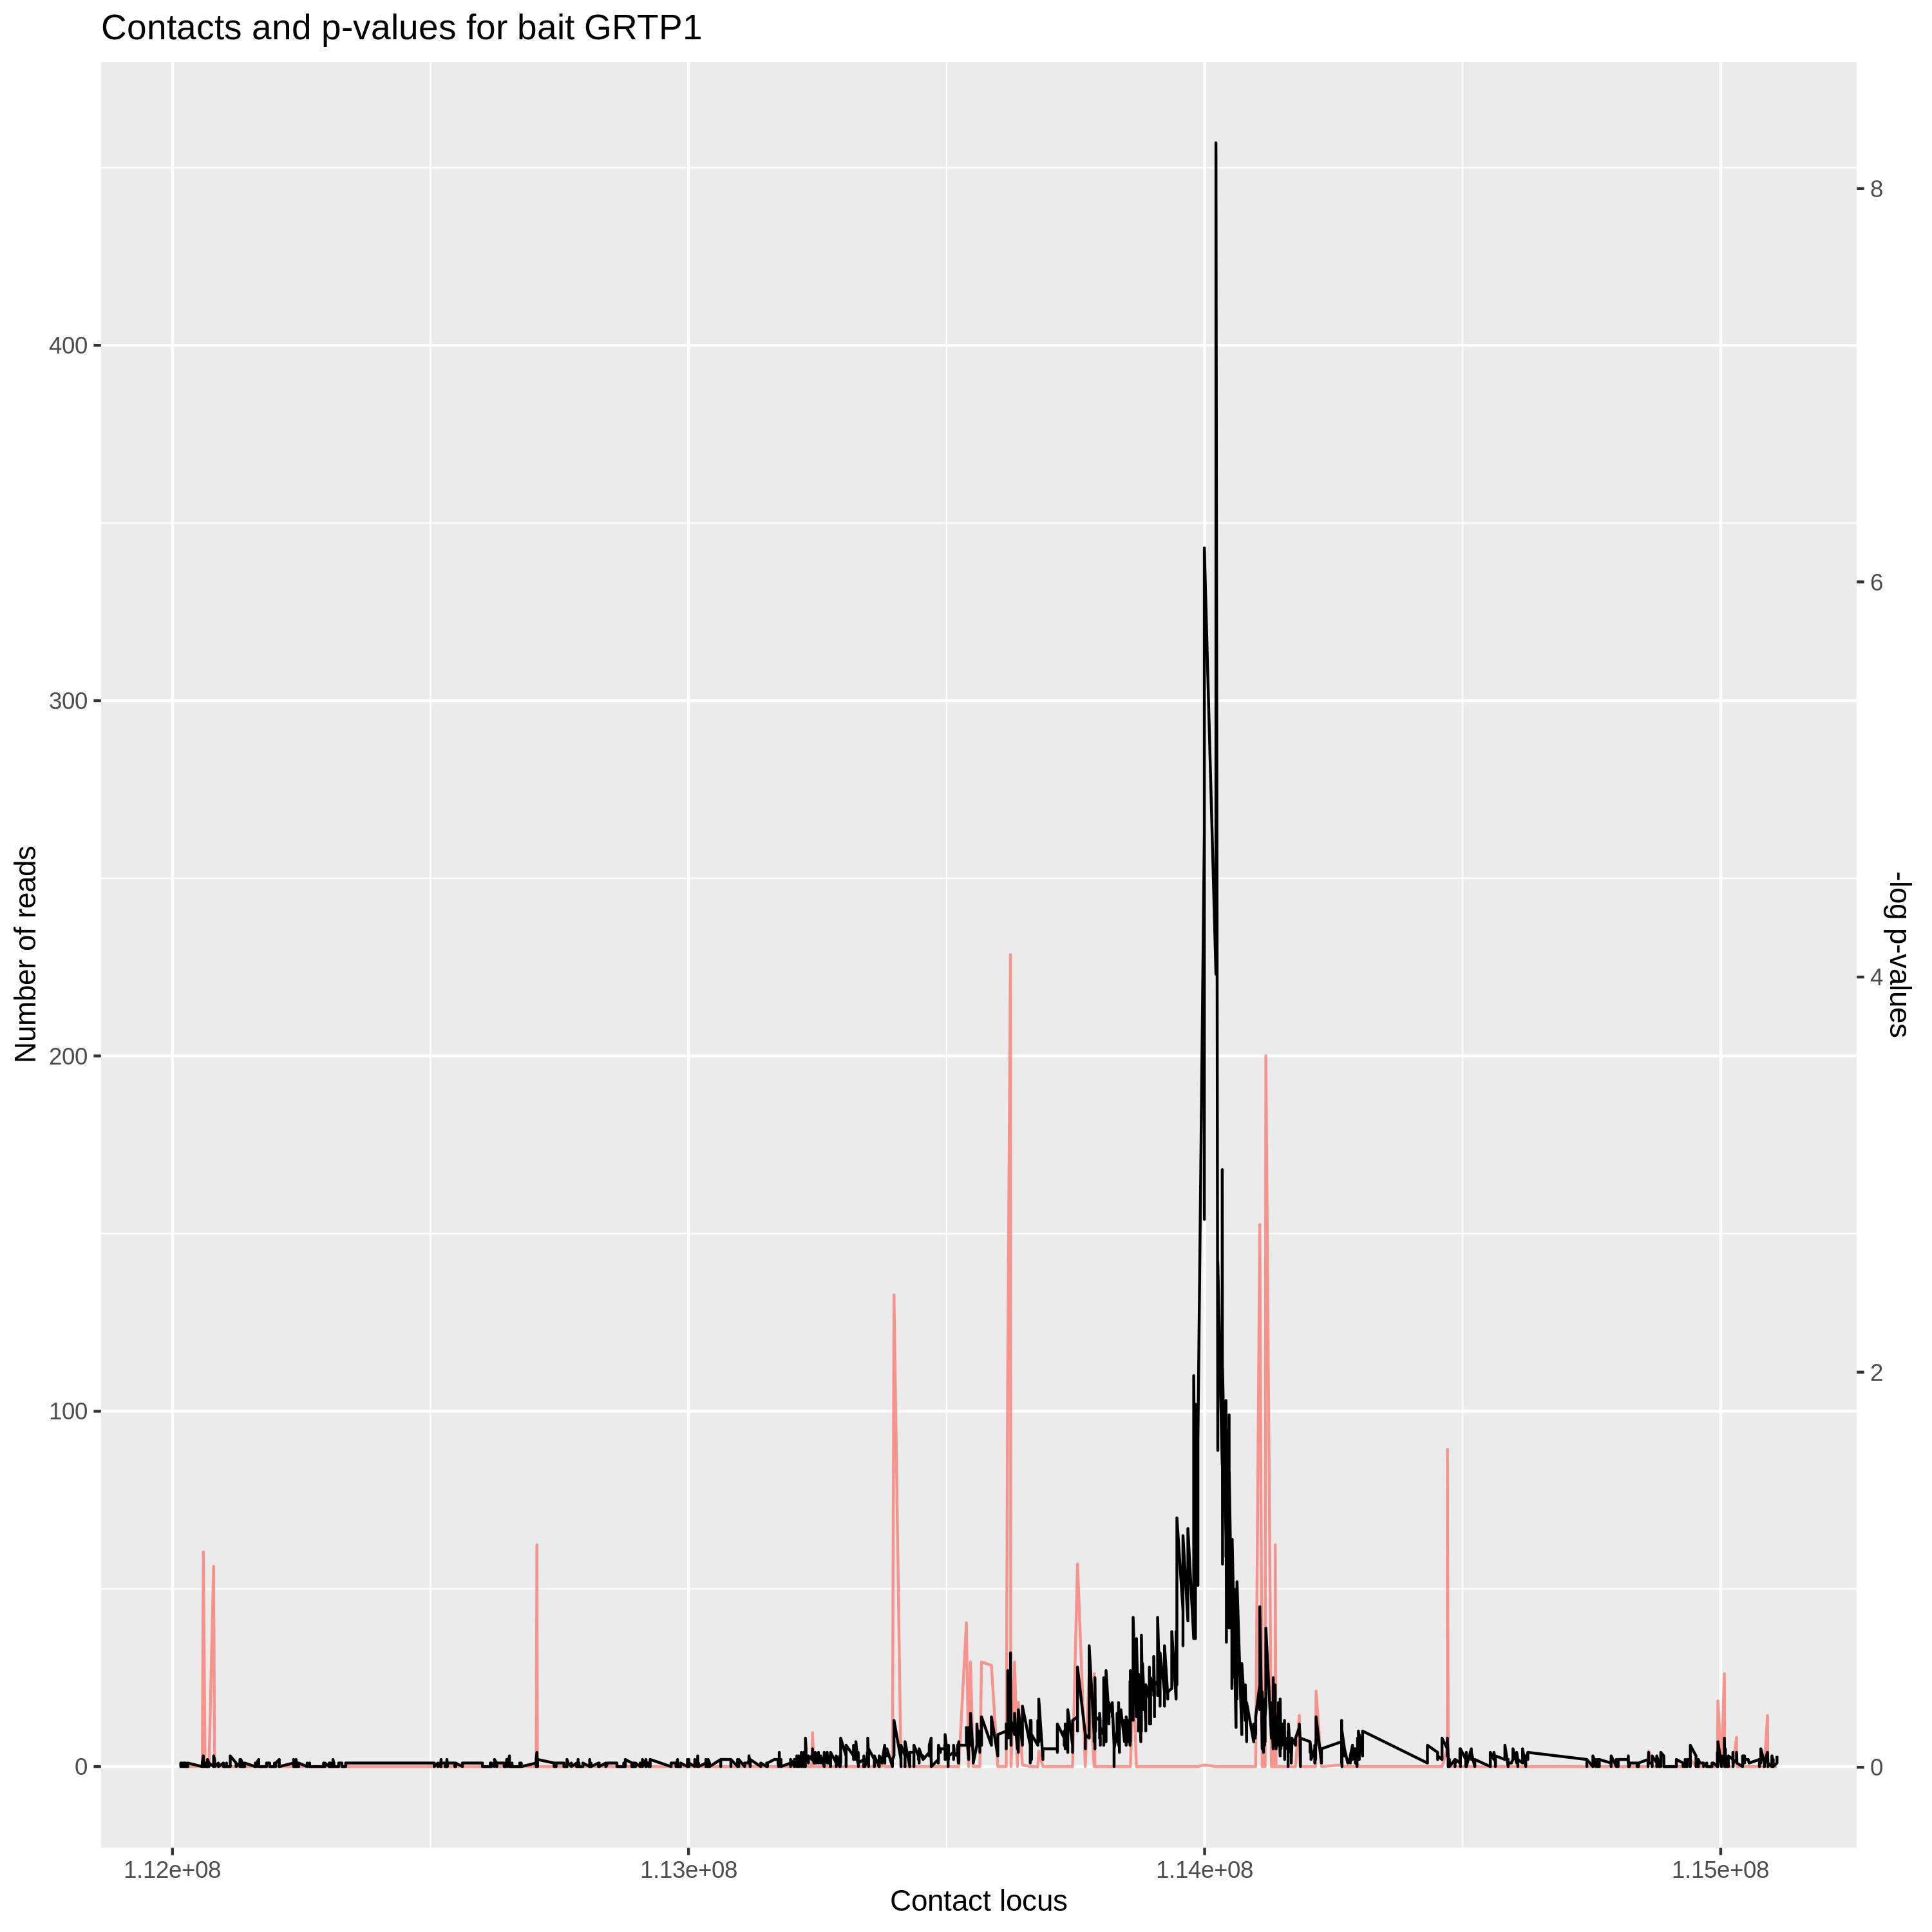 Contacts and p-values for bait GRTP1
Number of reads
400
300
200
100
0
8
6
4
2
0
-log p-values
1.12e+08 1.13e+08 1.14e+08 1.15e+08
Contact locus